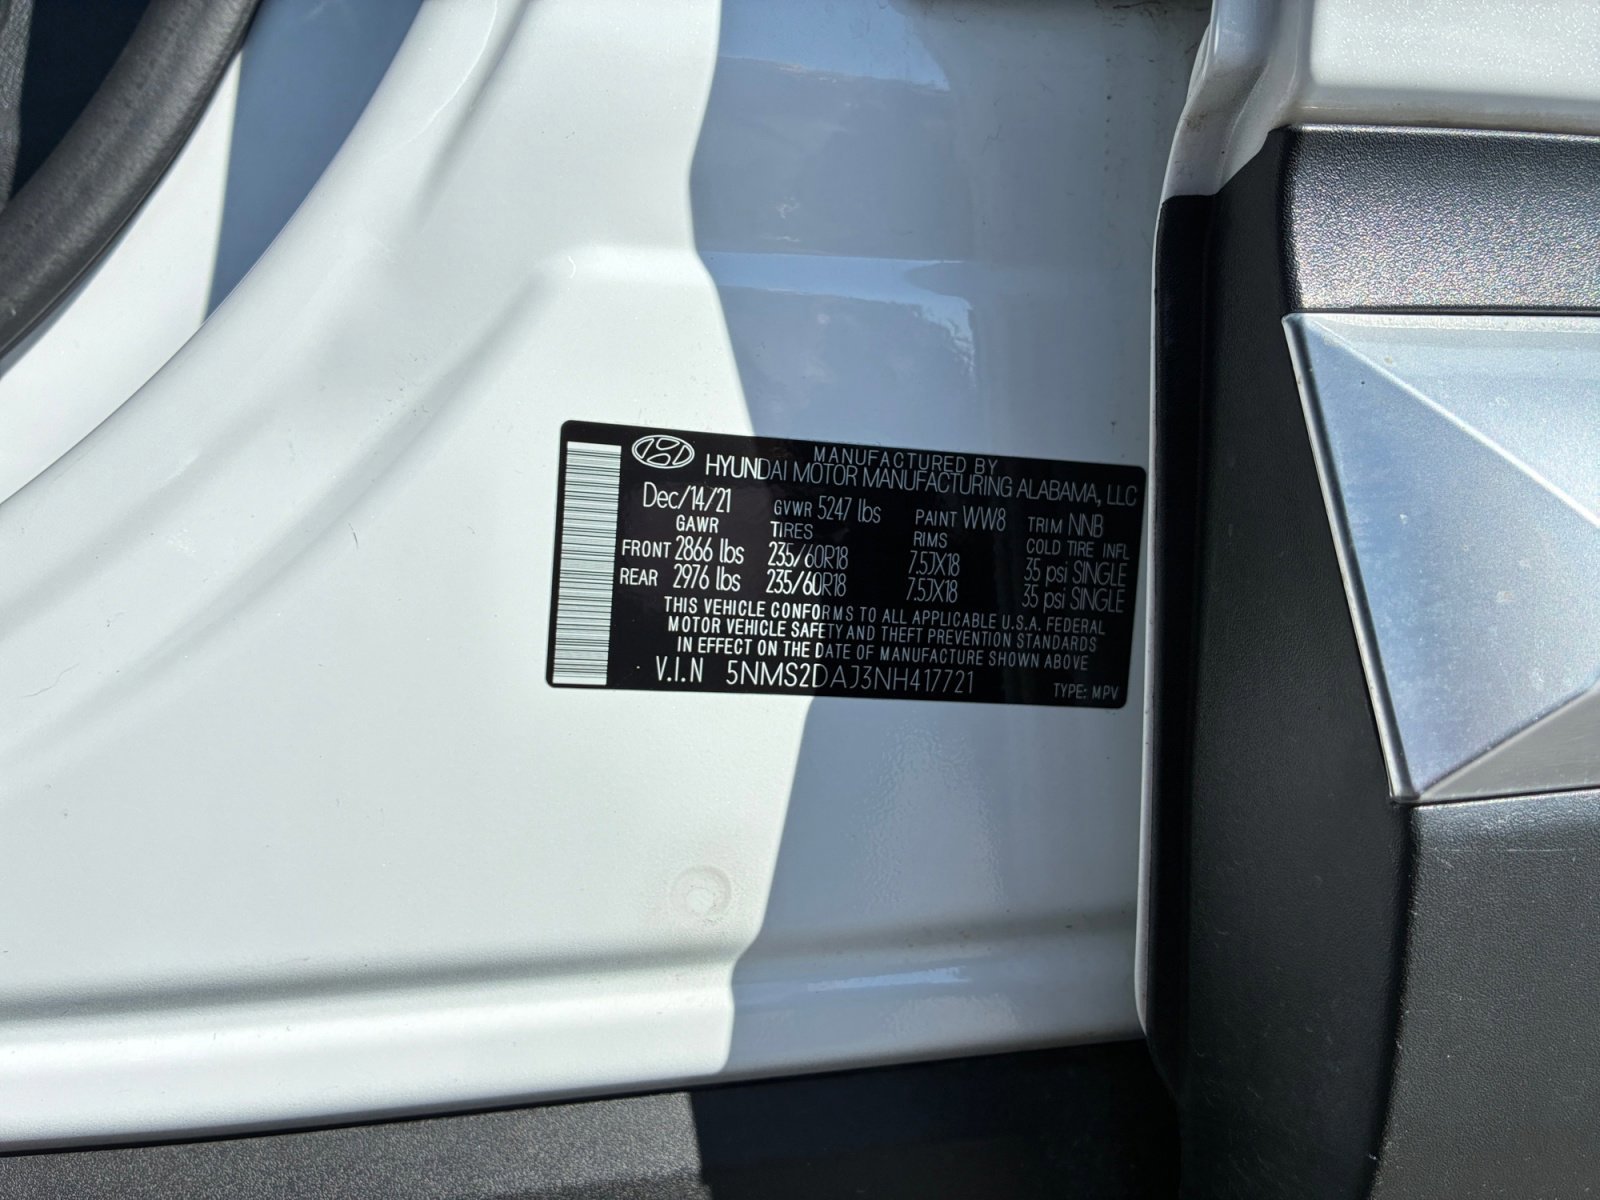 MANUFACTURED BY
HYUNDAI MOTOR MANUFACTURING ALABAMA, LLC
Dec/14/21 GVWR 5247 lbs PAINT WW8 TRIM NNB
GAWR TIRES RIMS COLD TIRE INFL
FRONT 2866 lbs 235/60R18 7.5JX18 35 psi SINGLE
REAR 2976 lbs 235/60R18 7.5JX18 35 psi SINGLE
THIS VEHICLE CONFORMS TO ALL APPLICABLE U.S.A. FEDERAL
MOTOR VEHICLE SAFETY AND THEFT PREVENTION STANDARDS
IN EFFECT ON THE DATE OF MANUFACTURE SHOWN ABOVE
V.I.N 5NMS2DAJ3NH417721 TYPE: MPV